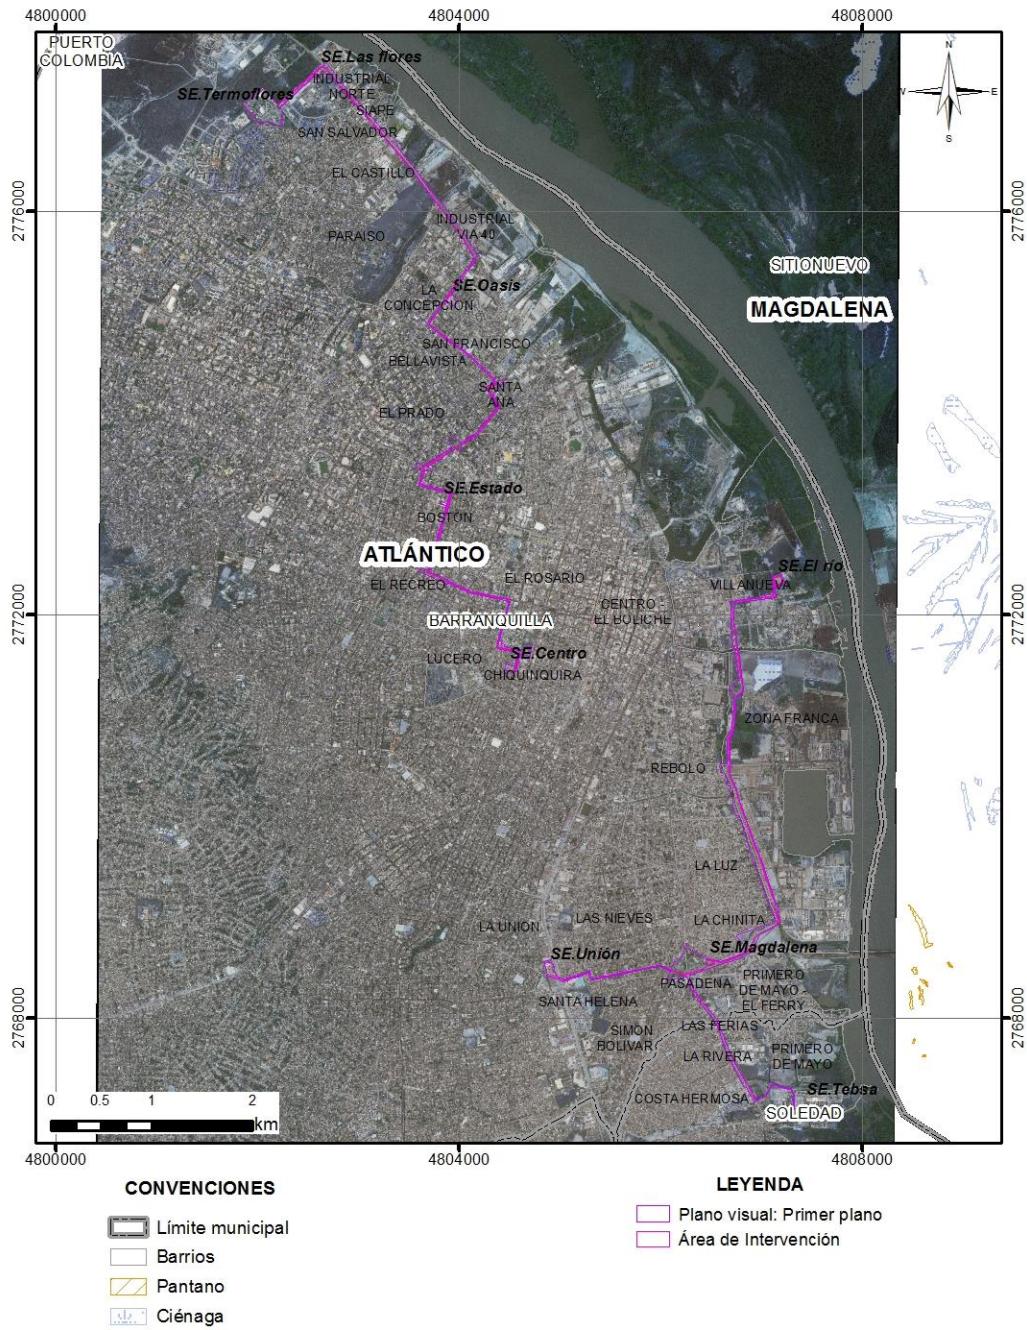 4800000
4804000
4808000
PUERTO
COLOMBIA
N
W
E
S
SE.Las flores
INDUSTRIAL
NORTE
SE.Termoflores
SIAPE
SAN SALVADOR
EL CASTILLO
2776000
2776000
INDUSTRIAL
VIA 40
PARAISO
SITIONUEVO
SE.Oasis
LA
CONCEPCION
MAGDALENA
SAN FRANCISCO
BELLAVISTA
SANTA
ANA
EL PRADO
SE.Estado
BOSTON
ATLÁNTICO
SE.El río
EL RECREO
EL ROSARIO
VILLANUEVA
2772000
2772000
CENTRO -
EL BOLICHE
BARRANQUILLA
LUCERO
SE.Centro
CHIQUINQUIRA
ZONA FRANCA
REBOLO
LA LUZ
LA UNION
LAS NIEVES
LA CHINITA
SE.Unión
SE.Magdalena
PASADENA
PRIMERO
DE MAYO -
EL FERRY
SANTA HELENA
2768000
2768000
SIMON
BOLIVAR
LAS FERIAS
LA RIVERA
PRIMERO
DE MAYO
COSTA HERMOSA
SE.Tebsa
SOLEDAD
0 0.5 1 2
km
4800000
4804000
4808000
CONVENCIONES
Límite municipal
Barrios
Pantano
Ciénaga
LEYENDA
Plano visual: Primer plano
Área de Intervención